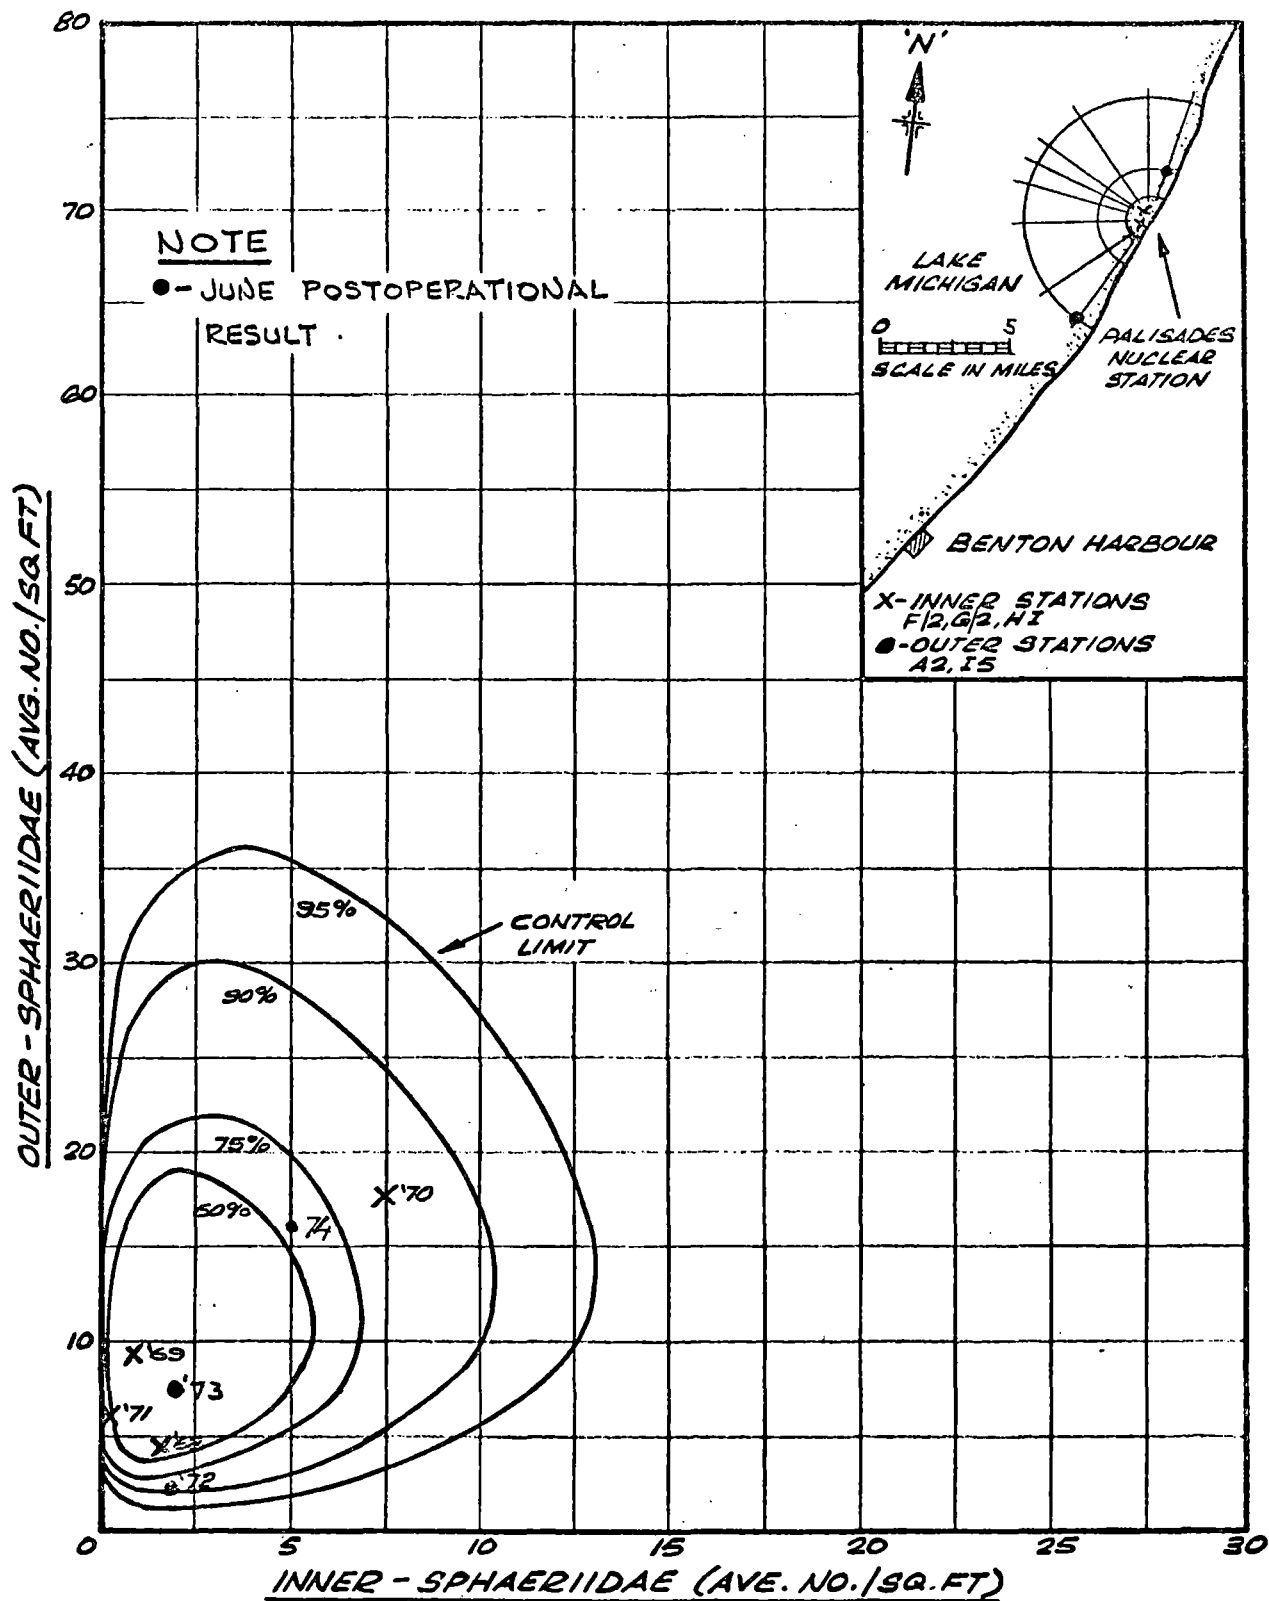 80
70
60
50
40
30
20
10
0
5
10
15
20
25
30
OUTER - SPHAERIIDAE (AVG. NO./SQ FT)
INNER - SPHAERIIDAE (AVE. NO./SQ.FT)
NOTE
●- JUNE POSTOPERATIONAL
RESULT .
'N'
LAKE
MICHIGAN
0 5
SCALE IN MILES
PALISADES
NUCLEAR
STATION
BENTON HARBOUR
X- INNER STATIONS
F/2, G/2, HI
●-OUTER STATIONS
A2, I5
95%
CONTROL
LIMIT
90%
75%
50%
X '70
74
X '69
'73
X '71
X
'72